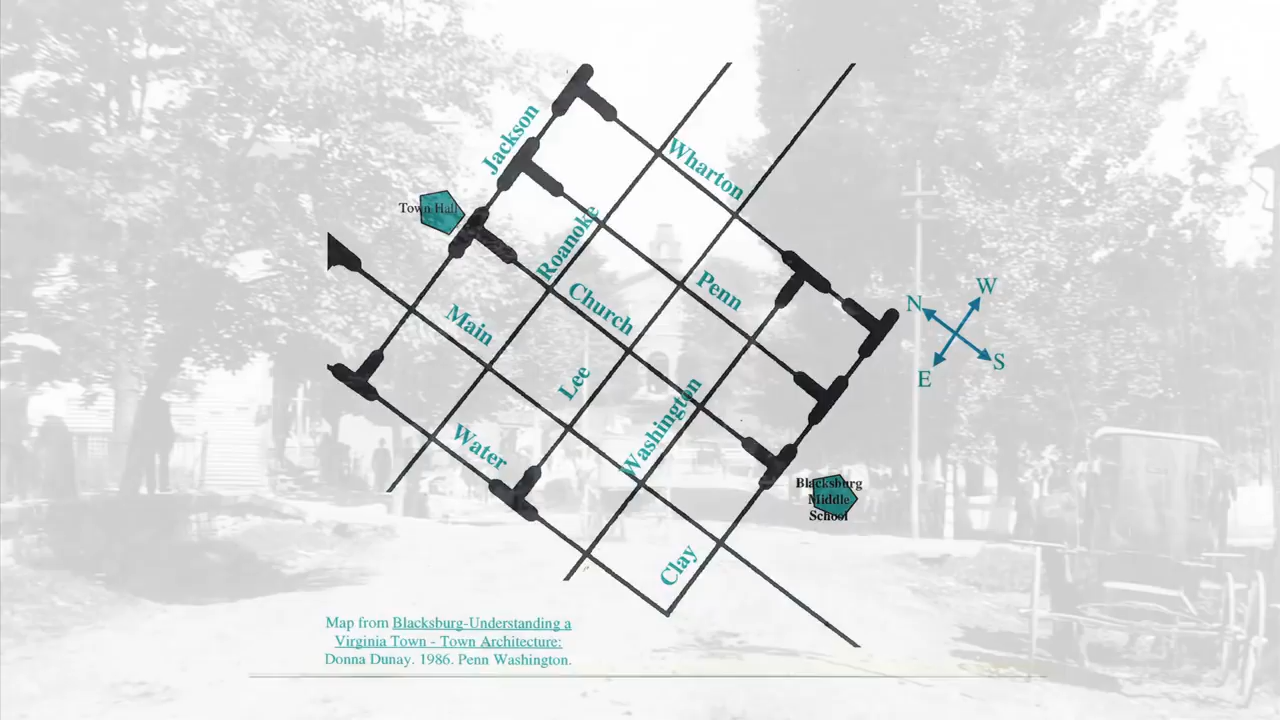 Jackson
Wharton
Town Hall
Roanoke
Penn
Church
Main
Lee
Washington
Water
Clay
N
W
E
S
Blacksburg
Middle
School
Map from Blacksburg-Understanding a
Virginia Town - Town Architecture:
Donna Dunay. 1986. Penn Washington.